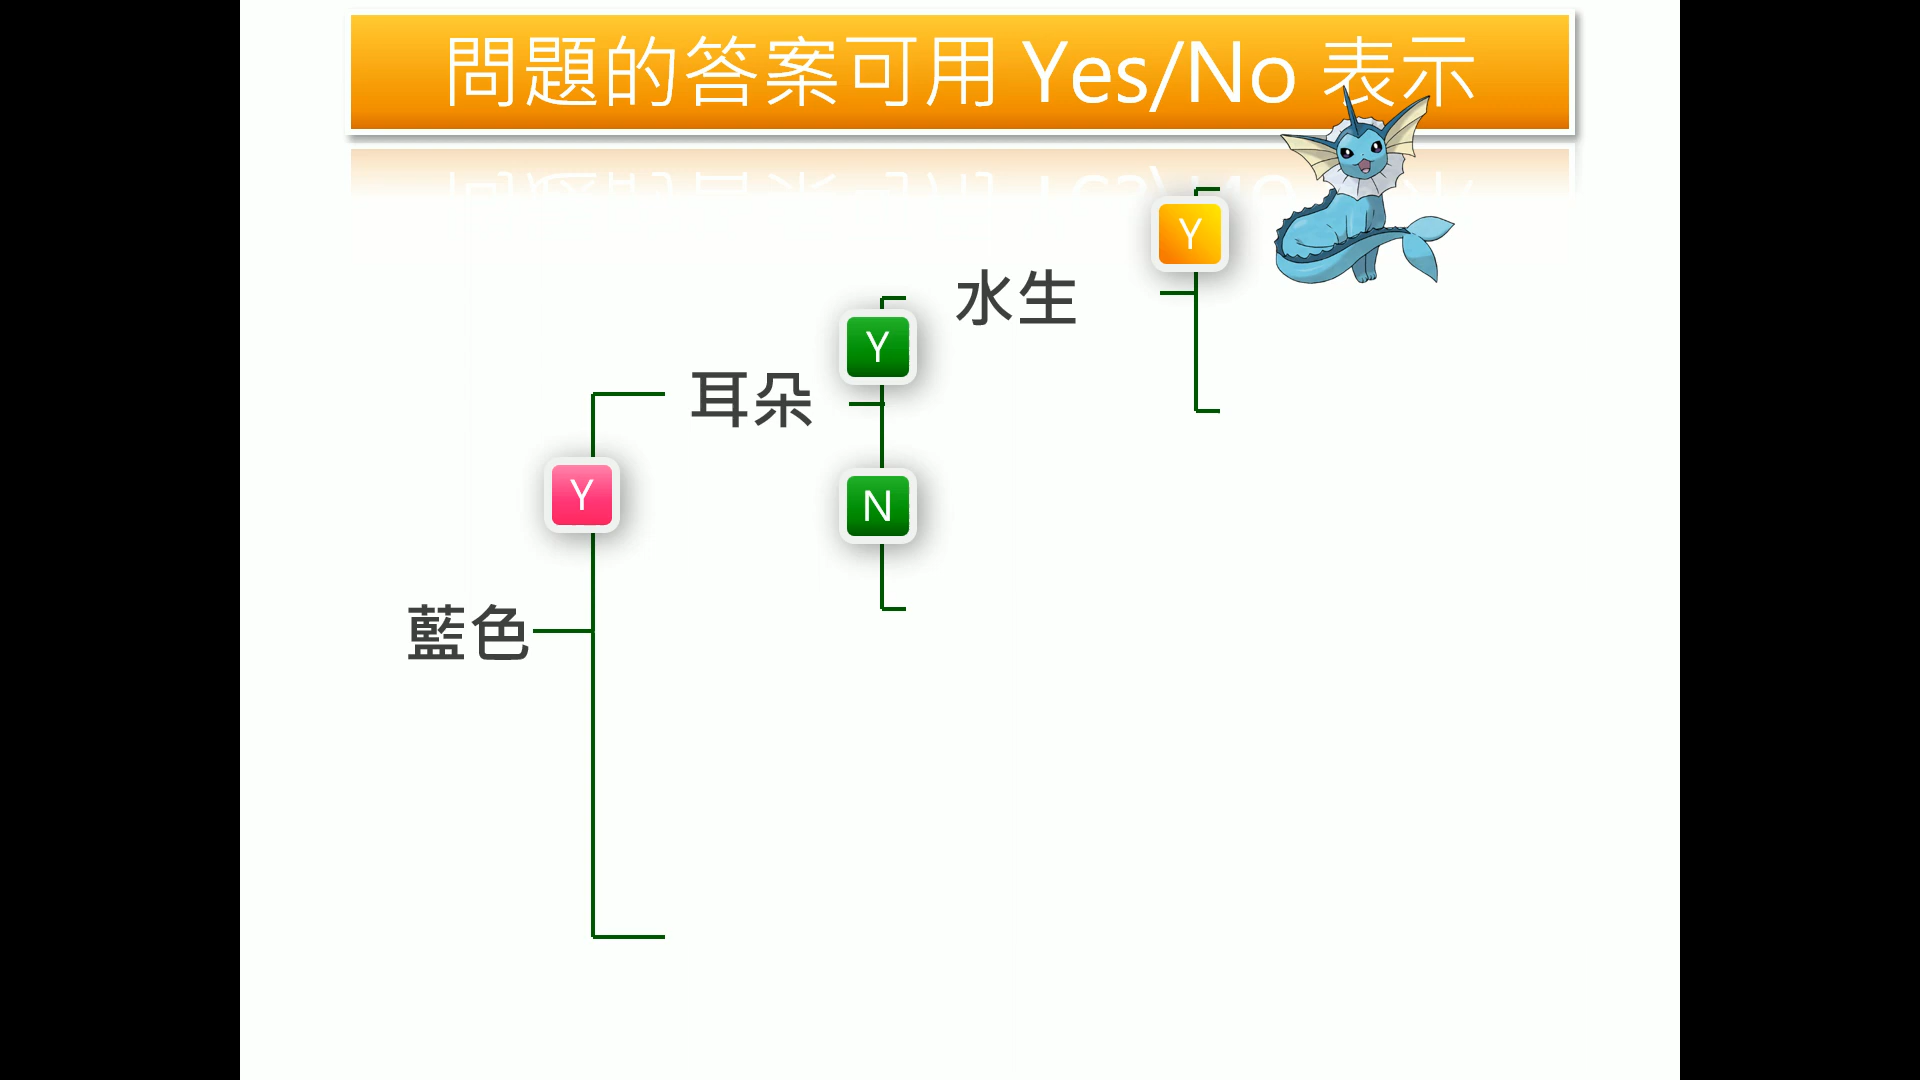 問題的答案可用 Yes/No 表示
Y
水生
Y
耳朵
Y
N
藍色